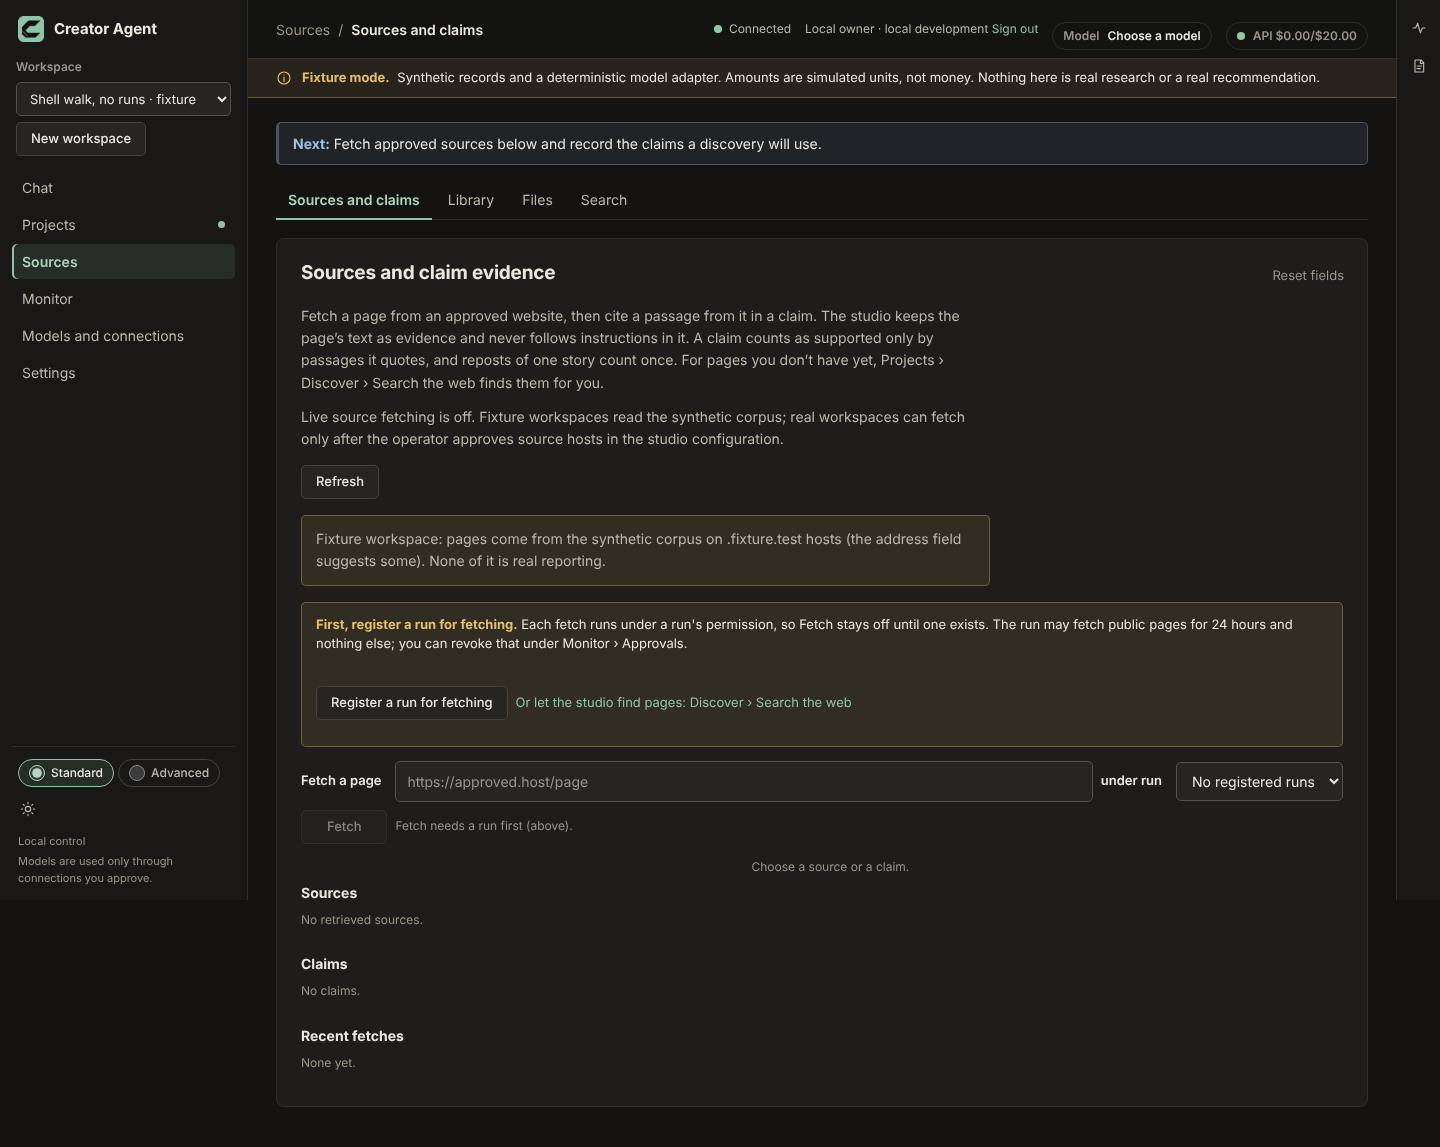 Creator Agent
Workspace
Shell walk, no runs · fixture
New workspace
Chat
Projects
Sources
Monitor
Models and connections
Settings
Standard
Advanced
Local control
Models are used only through
connections you approve.
Sources / Sources and claims
Connected
Local owner · local development Sign out
Model Choose a model
API $0.00/$20.00
Fixture mode. Synthetic records and a deterministic model adapter. Amounts are simulated units, not money. Nothing here is real research or a real recommendation.
Next: Fetch approved sources below and record the claims a discovery will use.
Sources and claims
Library
Files
Search
Sources and claim evidence
Reset fields
Fetch a page from an approved website, then cite a passage from it in a claim. The studio keeps the
page’s text as evidence and never follows instructions in it. A claim counts as supported only by
passages it quotes, and reposts of one story count once. For pages you don’t have yet, Projects ›
Discover › Search the web finds them for you.
Live source fetching is off. Fixture workspaces read the synthetic corpus; real workspaces can fetch
only after the operator approves source hosts in the studio configuration.
Refresh
Fixture workspace: pages come from the synthetic corpus on .fixture.test hosts (the address field
suggests some). None of it is real reporting.
First, register a run for fetching. Each fetch runs under a run's permission, so Fetch stays off until one exists. The run may fetch public pages for 24 hours and
nothing else; you can revoke that under Monitor › Approvals.
Register a run for fetching
Or let the studio find pages: Discover › Search the web
Fetch a page
https://approved.host/page
under run
No registered runs
Fetch
Fetch needs a run first (above).
Choose a source or a claim.
Sources
No retrieved sources.
Claims
No claims.
Recent fetches
None yet.